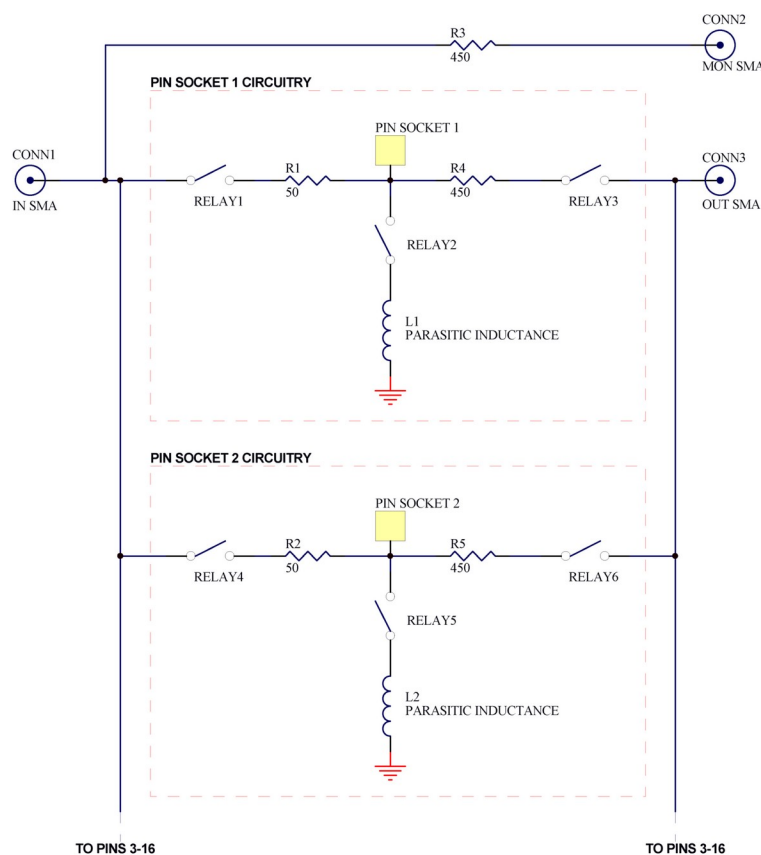 CONN2
R3
450
MON SMA
PIN SOCKET 1 CIRCUITRY
PIN SOCKET 1
CONN1
R1
R4
CONN3
50
450
IN SMA
RELAY1
RELAY3
OUT SMA
RELAY2
L1
PARASITIC INDUCTANCE
PIN SOCKET 2 CIRCUITRY
PIN SOCKET 2
R2
R5
50
450
RELAY4
RELAY6
RELAY5
L2
PARASITIC INDUCTANCE
TO PINS 3-16
TO PINS 3-16